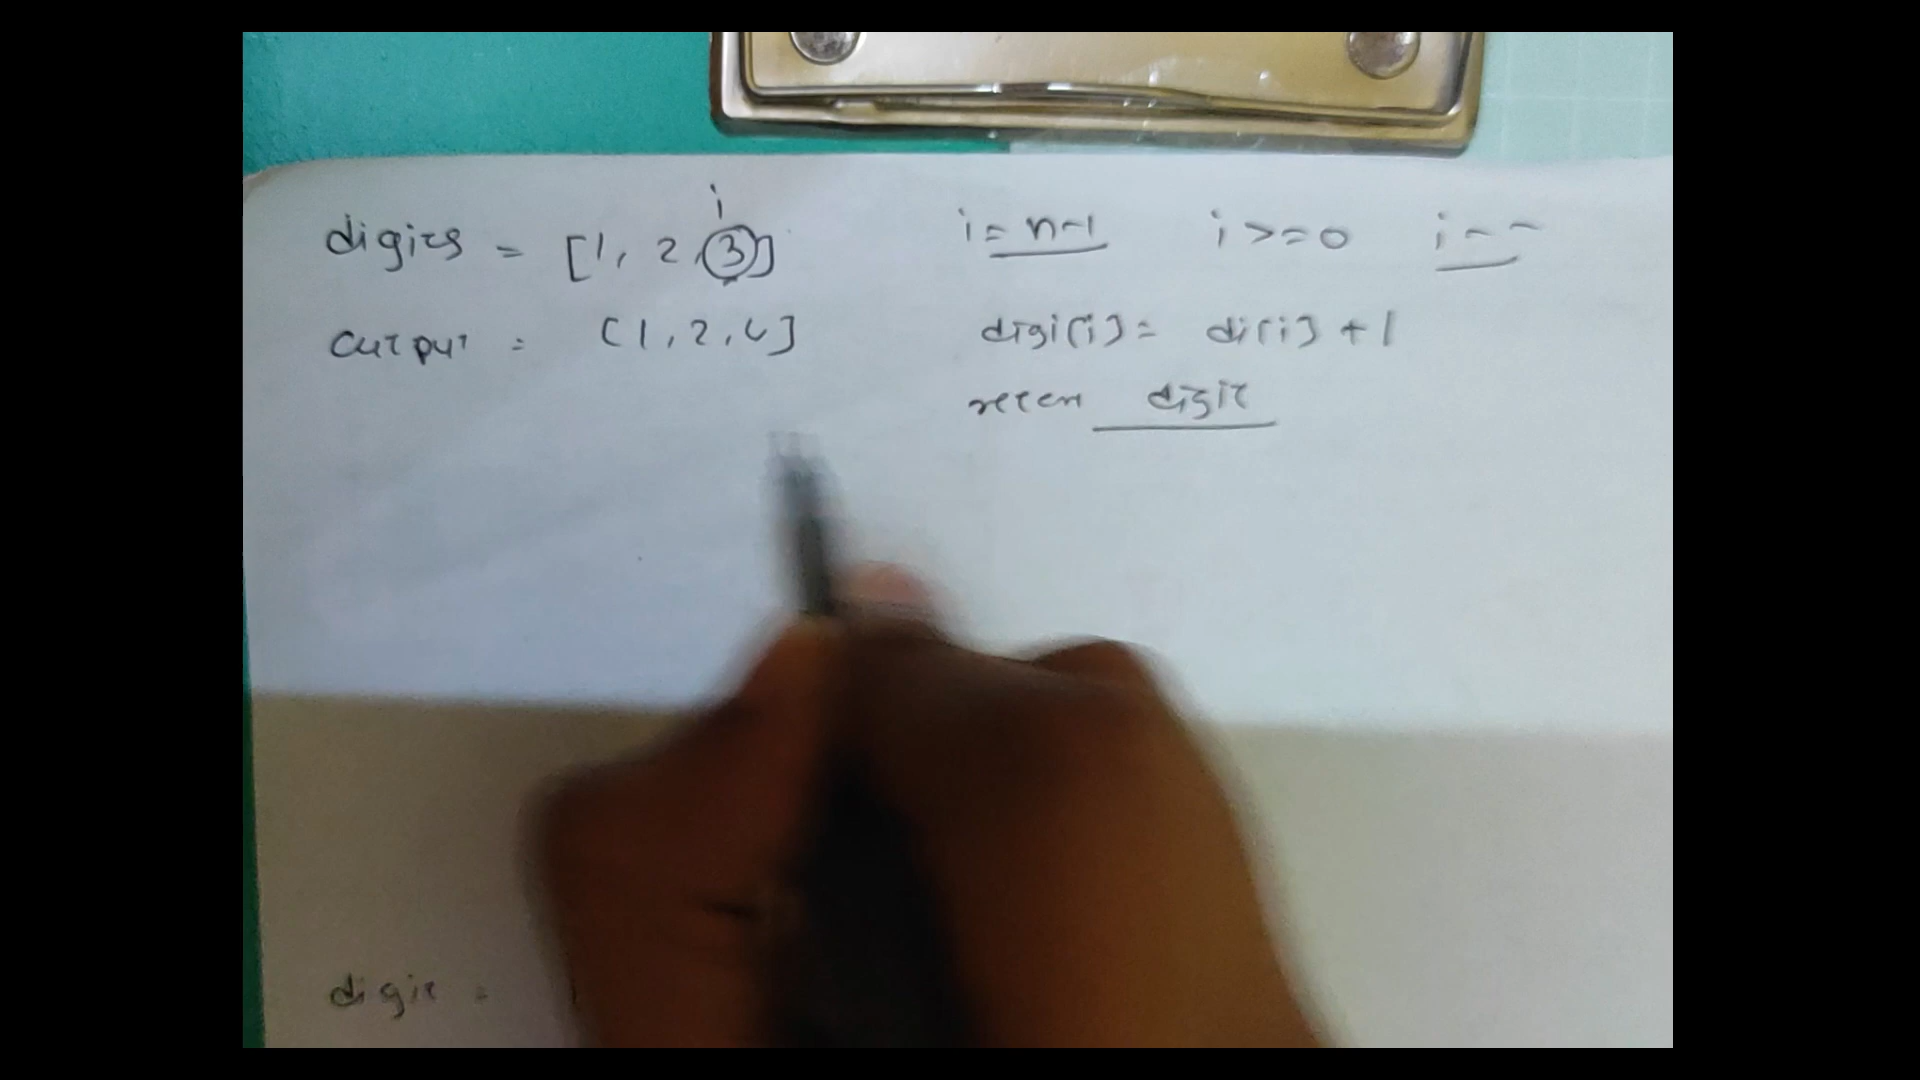 i
digits = [1, 2, 3]
i = n-1 i >= 0 i--
output = [1, 2, 4]
digi[i] = di[i] + 1
return digit
digit =